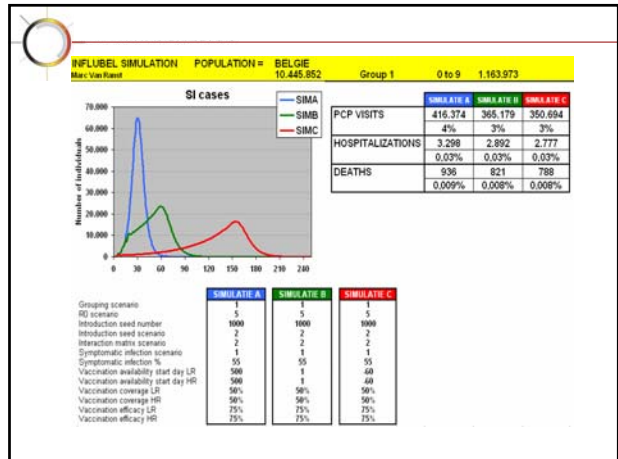 INFLUBEL SIMULATION POPULATION = BELGIE
Marc Van Ranst 10.445.852 Group 1 0 to 9 1.163.973
SI cases
SIMA
SIMB
SIMC
Number of individuals
70.000
60.000
50.000
40.000
30.000
20.000
10.000
0
0 30 60 90 120 150 180 210 240
SIMULATIE A SIMULATIE B SIMULATIE C
PCP VISITS 416.374 365.179 350.694
4% 3% 3%
HOSPITALIZATIONS 3.298 2.892 2.777
0,03% 0,03% 0,03%
DEATHS 936 821 788
0,009% 0,008% 0,008%
SIMULATIE A SIMULATIE B SIMULATIE C
Grouping scenario 1 1 1
R0 scenario 5 5 5
Introduction seed number 1000 1000 1000
Introduction seed scenario 2 2 2
Interaction matrix scenario 2 2 2
Symptomatic infection scenario 1 1 1
Symptomatic infection % 55 55 55
Vaccination availability start day LR 500 1 -60
Vaccination availability start day HR 500 1 -60
Vaccination coverage LR 50% 50% 50%
Vaccination coverage HR 50% 50% 50%
Vaccination efficacy LR 75% 75% 75%
Vaccination efficacy HR 75% 75% 75%